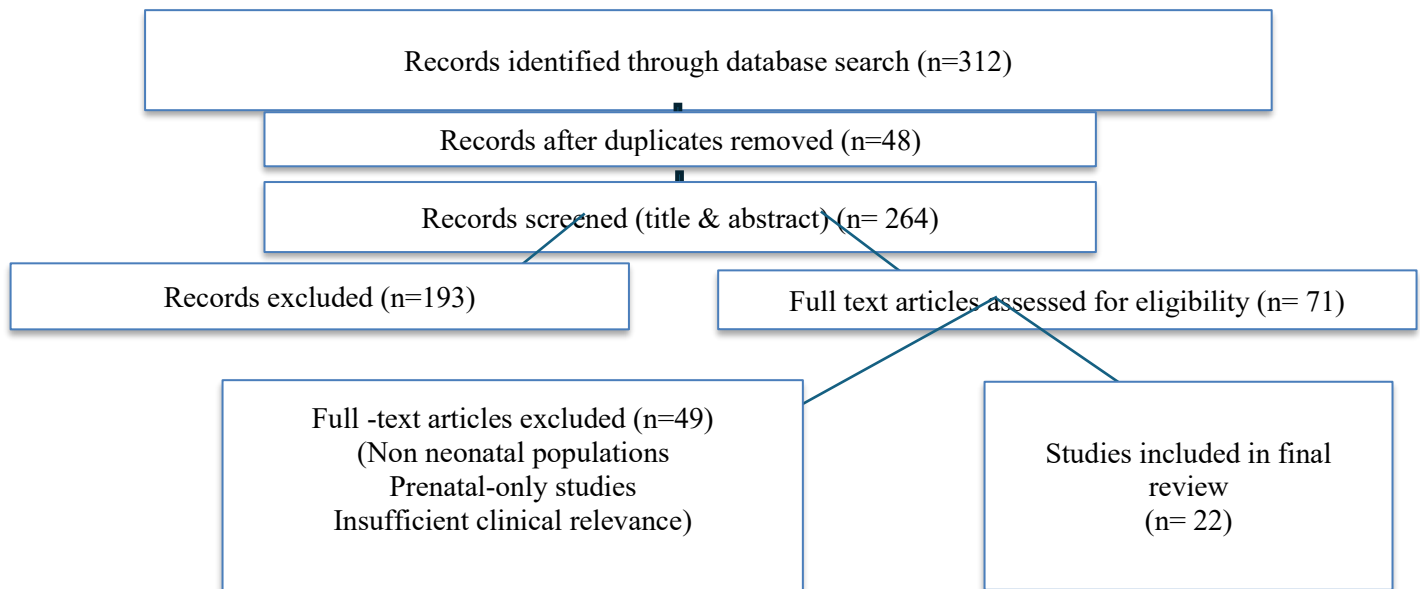 Records identified through database search (n=312)
Records after duplicates removed (n=48)
Records screened (title & abstract) (n= 264)
Records excluded (n=193)
Full text articles assessed for eligibility (n= 71)
Full -text articles excluded (n=49)
(Non neonatal populations
Prenatal-only studies
Insufficient clinical relevance)
Studies included in final
review
(n= 22)